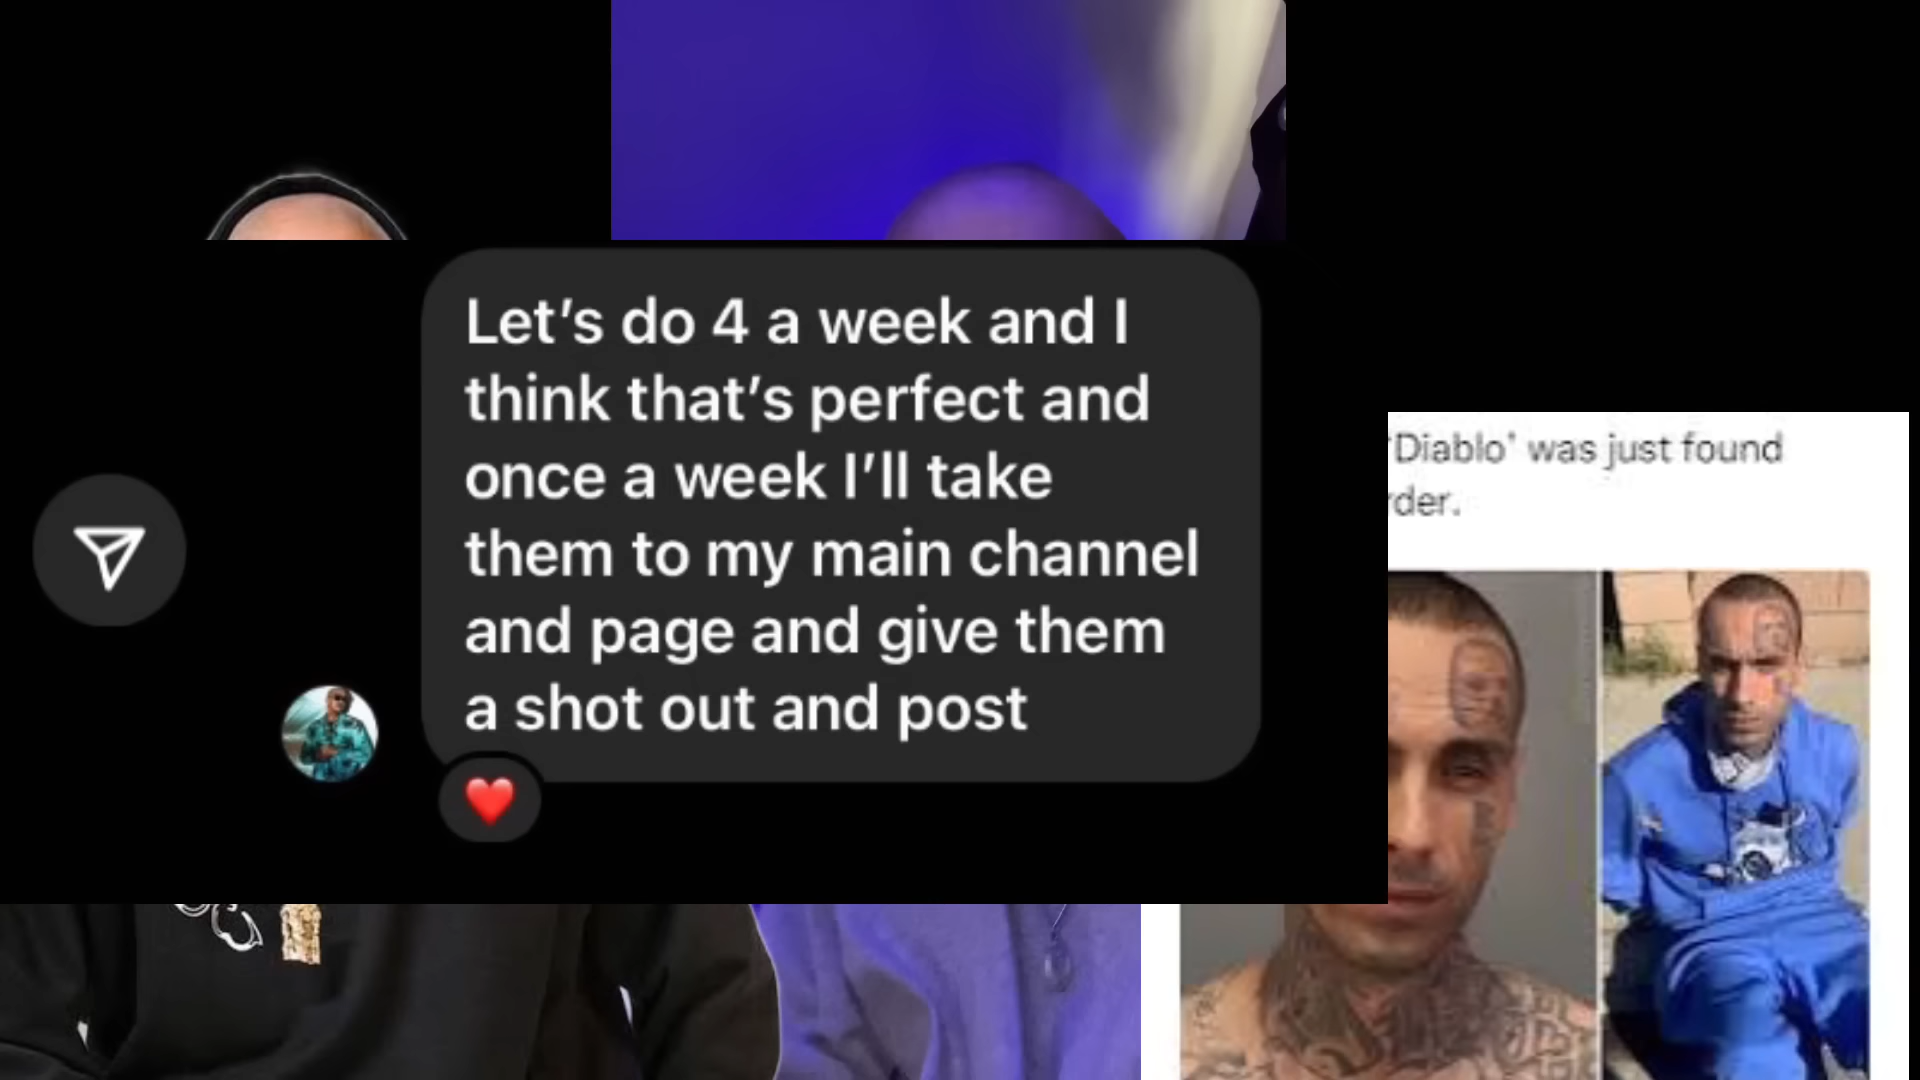 Let’s do 4 a week and I
think that’s perfect and
once a week I’ll take
them to my main channel
and page and give them
a shot out and post
'Diablo' was just found
rder.